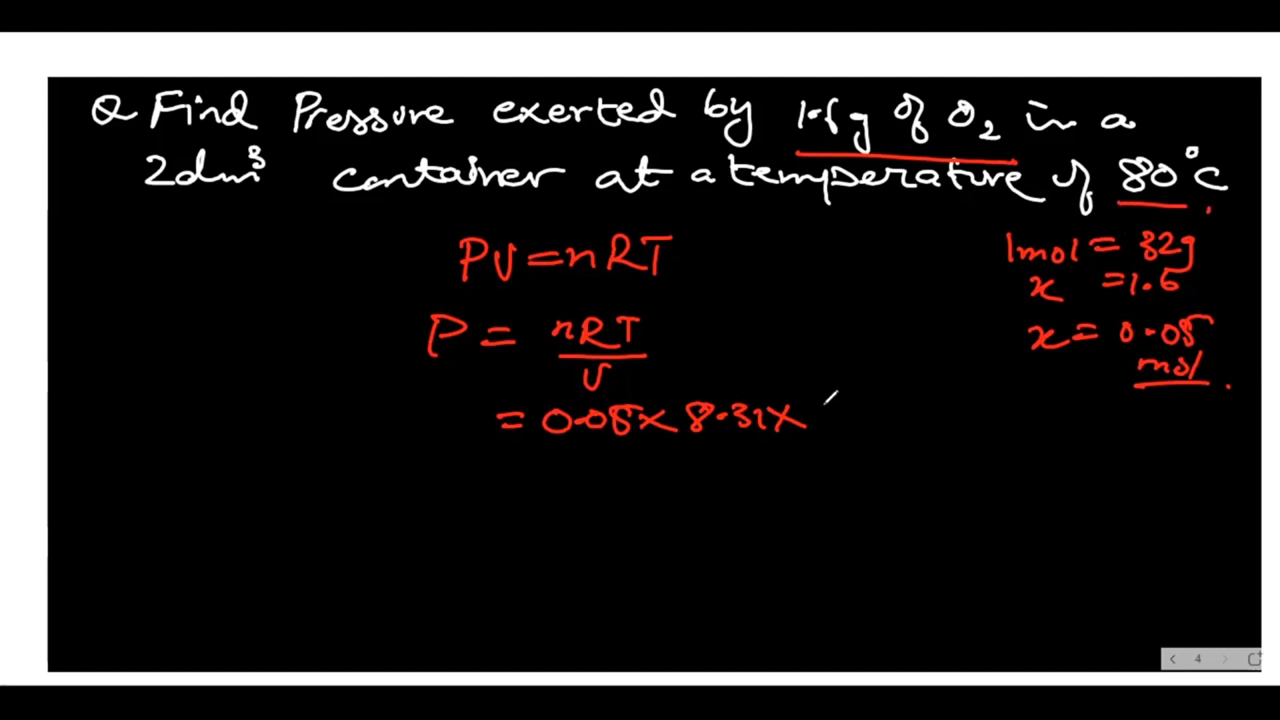 Q Find Pressure exerted by 1.6g of O2 in a
2dm³ container at a temperature of 80°C
PV = nRT
1mol = 32g
x = 1.6
P = nRT
V
x = 0.05
mol
= 0.05 x 8.31 x
4